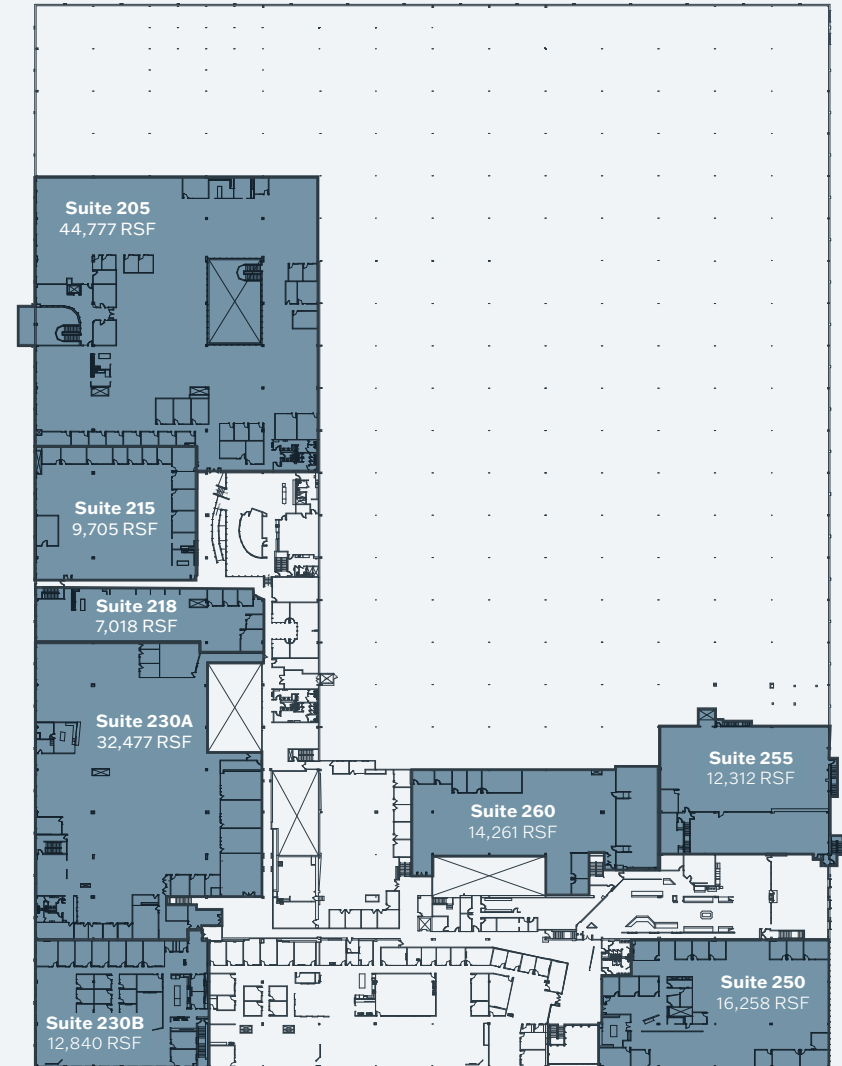 Suite 205
44,777 RSF
Suite 215
9,705 RSF
Suite 218
7,018 RSF
Suite 230A
32,477 RSF
Suite 255
12,312 RSF
Suite 260
14,261 RSF
Suite 250
16,258 RSF
Suite 230B
12,840 RSF